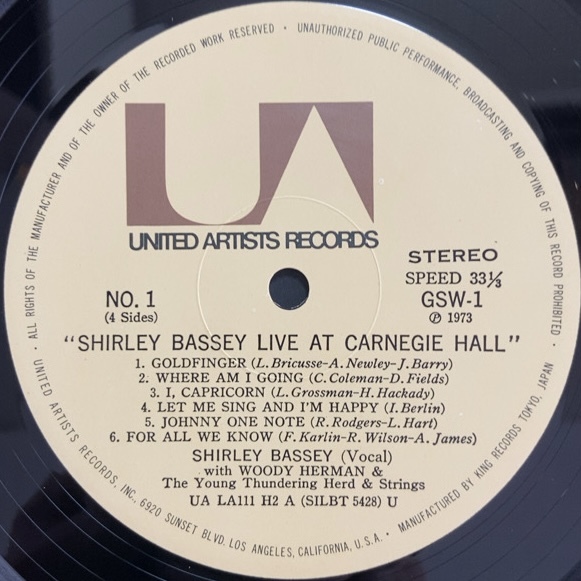 · ALL RIGHTS OF THE MANUFACTURER AND OF THE OWNER OF THE RECORDED WORK RESERVED · UNAUTHORIZED PUBLIC PERFORMANCE, BROADCASTING AND COPYING OF THIS RECORD PROHIBITED ·
UA
UNITED ARTISTS RECORDS
STEREO
SPEED 33⅓
NO. 1
GSW-1
(4 Sides)
℗ 1973
"SHIRLEY BASSEY LIVE AT CARNEGIE HALL"
1. GOLDFINGER (L. Bricusse-A. Newley-J. Barry)
2. WHERE AM I GOING (C. Coleman-D. Fields)
3. I, CAPRICORN (L. Grossman-H. Hackady)
4. LET ME SING AND I'M HAPPY (I. Berlin)
5. JOHNNY ONE NOTE (R. Rodgers-L. Hart)
6. FOR ALL WE KNOW (F. Karlin-R. Wilson-A. James)
SHIRLEY BASSEY (Vocal)
with WOODY HERMAN &
The Young Thundering Herd & Strings
UA LA111 H2 A (SILBT 5428) U
UNITED ARTISTS RECORDS, INC., 6920 SUNSET BLVD. LOS ANGELES, CALIFORNIA, U.S.A. · MANUFACTURED BY KING RECORDS TOKYO, JAPAN